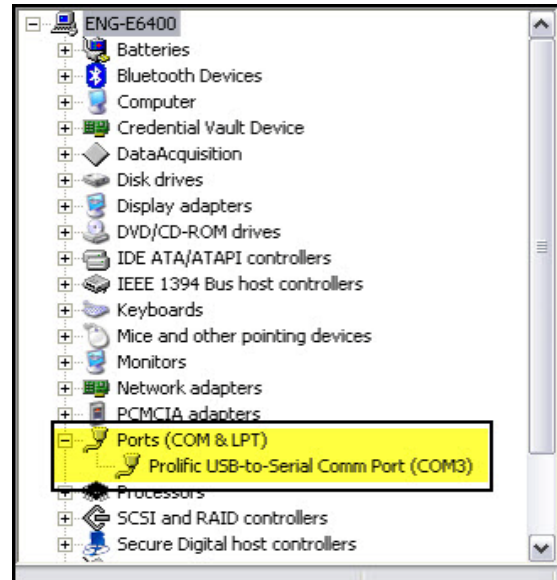 ENG-E6400
Batteries
Bluetooth Devices
Computer
Credential Vault Device
DataAcquisition
Disk drives
Display adapters
DVD/CD-ROM drives
IDE ATA/ATAPI controllers
IEEE 1394 Bus host controllers
Keyboards
Mice and other pointing devices
Monitors
Network adapters
PCMCIA adapters
Ports (COM & LPT)
Prolific USB-to-Serial Comm Port (COM3)
Processors
SCSI and RAID controllers
Secure Digital host controllers